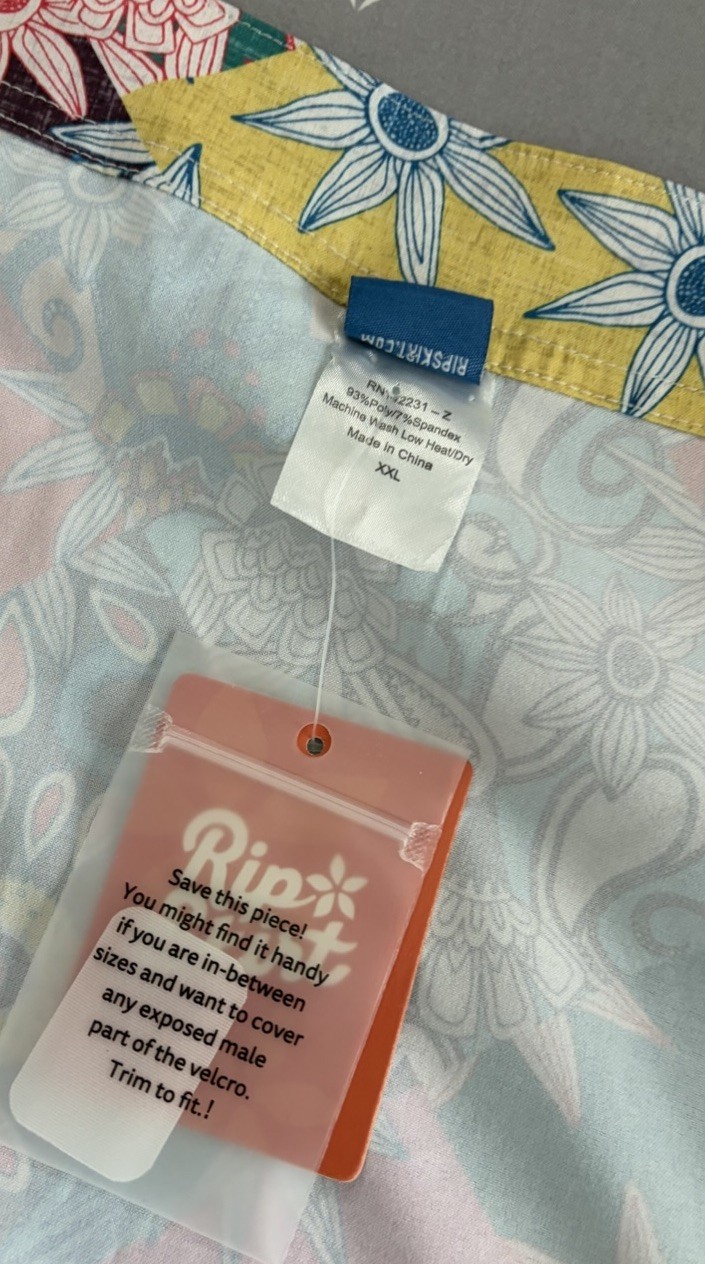 RIPSKIRT.COM
2231 – Z
93%Poly/7%Spandex
Machine Wash Low Heat/Dry
Made in China
XXL
Rip
Save this piece!
You might find it handy
if you are in-between
sizes and want to cover
any exposed male
part of the velcro.
Trim to fit.!